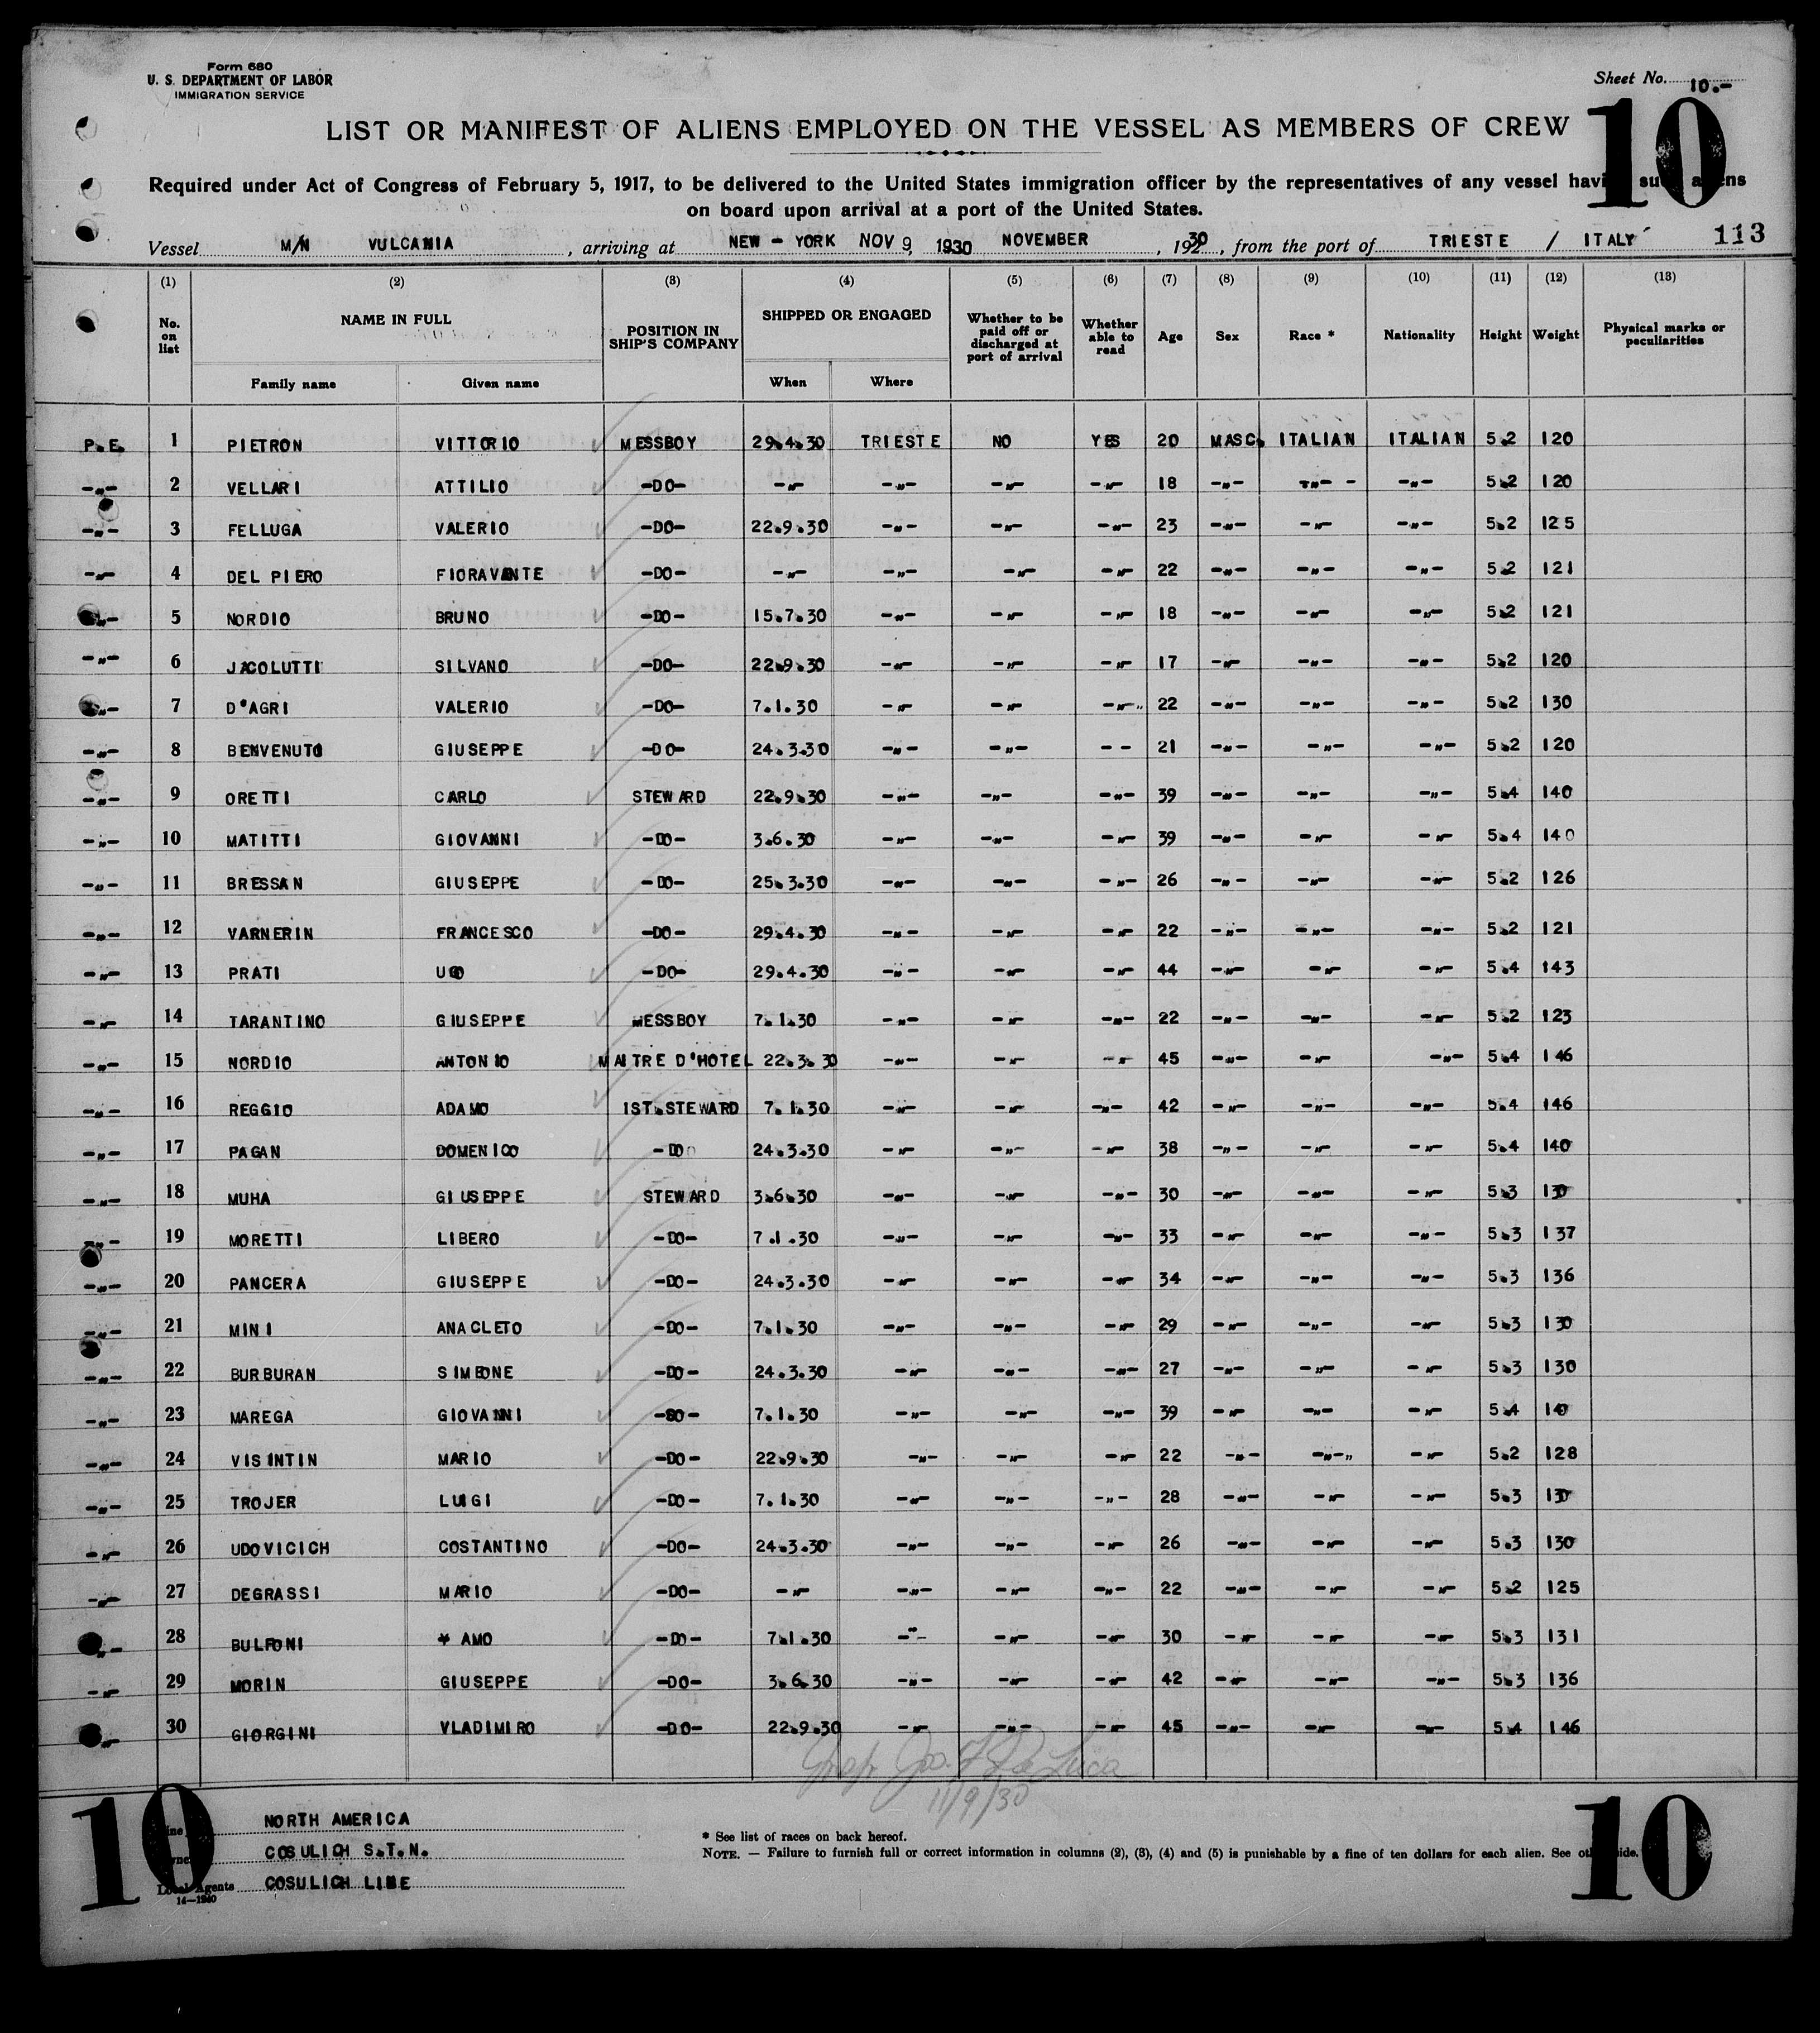 Form 680
U. S. DEPARTMENT OF LABOR
IMMIGRATION SERVICE
Sheet No. 10.-
10
LIST OR MANIFEST OF ALIENS EMPLOYED ON THE VESSEL AS MEMBERS OF CREW
Required under Act of Congress of February 5, 1917, to be delivered to the United States immigration officer by the representatives of any vessel having such aliens
on board upon arrival at a port of the United States.
Vessel M/N VULCANIA, arriving at NEW - YORK NOV 9, 1930 NOVEMBER, 1930, from the port of TRIESTE / ITALY 113
(1) (2) (3) (4) (5) (6) (7) (8) (9) (10) (11) (12) (13)
No. on list NAME IN FULL POSITION IN SHIP'S COMPANY SHIPPED OR ENGAGED Whether to be paid off or discharged at port of arrival Whether able to read Age Sex Race * Nationality Height Weight Physical marks or peculiarities
Family name Given name When Where
P.E. 1 PIETRON VITTORIO MESSBOY 29.4.30 TRIESTE NO YES 20 MASC. ITALIAN ITALIAN 5.2 120
-"- 2 VELLARI ATTILIO -DO- -"- -"- -"- -"- 18 -"- -"- - -"- 5.2 120
-"- 3 FELLUGA VALERIO -DO- 22.9.30 -"- -"- -"- 23 -"- -"- -"- 5.2 125
-"- 4 DEL PIERO FIORAVANTE -DO- -"- -"- -"- -"- 22 -"- -"- -"- 5.2 121
-"- 5 NORDIO BRUNO -DO- 15.7.30 -"- -"- -"- 18 -"- -"- -"- 5.2 121
-"- 6 JACOLUTTI SILVANO -DO- 22.9.30 -"- -"- -"- 17 -"- -"- -"- 5.2 120
-"- 7 D'AGRI VALERIO -DO- 7.1.30 -"- -"- -"- 22 -"- -"- -"- 5.2 130
-"- 8 BENVENUTO GIUSEPPE -DO- 24.3.30 -"- -"- - - 21 -"- -"- -"- 5.2 120
-"- 9 ORETTI CARLO STEWARD 22.9.30 -"- -"- -"- 39 -"- -"- -"- 5.4 140
-"- 10 MATITTI GIOVANNI -DO- 3.6.30 -"- -"- -"- 39 -"- -"- -"- 5.4 140
-"- 11 BRESSAN GIUSEPPE -DO- 25.3.30 -"- -"- -"- 26 -"- -"- -"- 5.2 126
-"- 12 VARNERIN FRANCESCO -DO- 29.4.30 -"- -"- -"- 22 -"- -"- -"- 5.2 121
-"- 13 PRATI UGO -DO- 29.4.30 -"- -"- -"- 44 -"- -"- -"- 5.4 143
-"- 14 TARANTINO GIUSEPPE MESSBOY 7.1.30 -"- -"- -"- 22 -"- -"- -"- 5.2 123
-"- 15 NORDIO ANTONIO MAITRE D'HOTEL 22.3.30 -"- -"- -"- 45 -"- -"- -"- 5.4 146
-"- 16 REGGIO ADAMO 1ST.STEWARD 7.1.30 -"- -"- -"- 42 -"- -"- -"- 5.4 146
-"- 17 PAGAN DOMENICO -DO 24.3.30 -"- -"- -"- 38 -"- -"- -"- 5.4 140
-"- 18 MUHA GIUSEPPE STEWARD 3.6.30 -"- -"- -"- 30 -"- -"- -"- 5.3 130
-"- 19 MORETTI LIBERO -DO- 7.1.30 -"- -"- -"- 33 -"- -"- -"- 5.3 137
-"- 20 PANCERA GIUSEPPE -DO- 24.3.30 -"- -"- -"- 34 -"- -"- -"- 5.3 136
-"- 21 MINI ANACLETO -DO- 7.1.30 -"- -"- -"- 29 -"- -"- -"- 5.3 130
-"- 22 BURBURAN SIMEONE -DO- 24.3.30 -"- -"- -"- 27 -"- -"- -"- 5.3 130
-"- 23 MAREGA GIOVANNI -DO- 7.1.30 -"- -"- -"- 39 -"- -"- -"- 5.4 140
-"- 24 VISINTIN MARIO -DO- 22.9.30 -"- -"- -"- 22 -"- -"- -"- 5.2 128
-"- 25 TROJER LUIGI -DO- 7.1.30 -"- -"- -"- 28 -"- -"- -"- 5.3 130
-"- 26 UDOVICICH COSTANTINO -DO- 24.3.30 -"- -"- -"- 26 -"- -"- -"- 5.3 130
-"- 27 DEGRASSI MARIO -DO- -"- -"- -"- -"- 22 -"- -"- -"- 5.2 125
-"- 28 BULFONI AMO -DO- 7.1.30 -"- -"- -"- 30 -"- -"- -"- 5.3 131
-"- 29 MORIN GIUSEPPE -DO- 3.6.30 -"- -"- -"- 42 -"- -"- -"- 5.3 136
-"- 30 GIORGINI VLADIMIRO -DO- 22.9.30 -"- -"- -"- 45 -"- -"- -"- 5.4 146
Jos. De Luca
11/9/30
10
NORTH AMERICA
COSULICH S.T.N.
Local Agents COSULICH LINE
14-1240
* See list of races on back hereof.
NOTE. — Failure to furnish full or correct information in columns (2), (3), (4) and (5) is punishable by a fine of ten dollars for each alien. See other side.
10